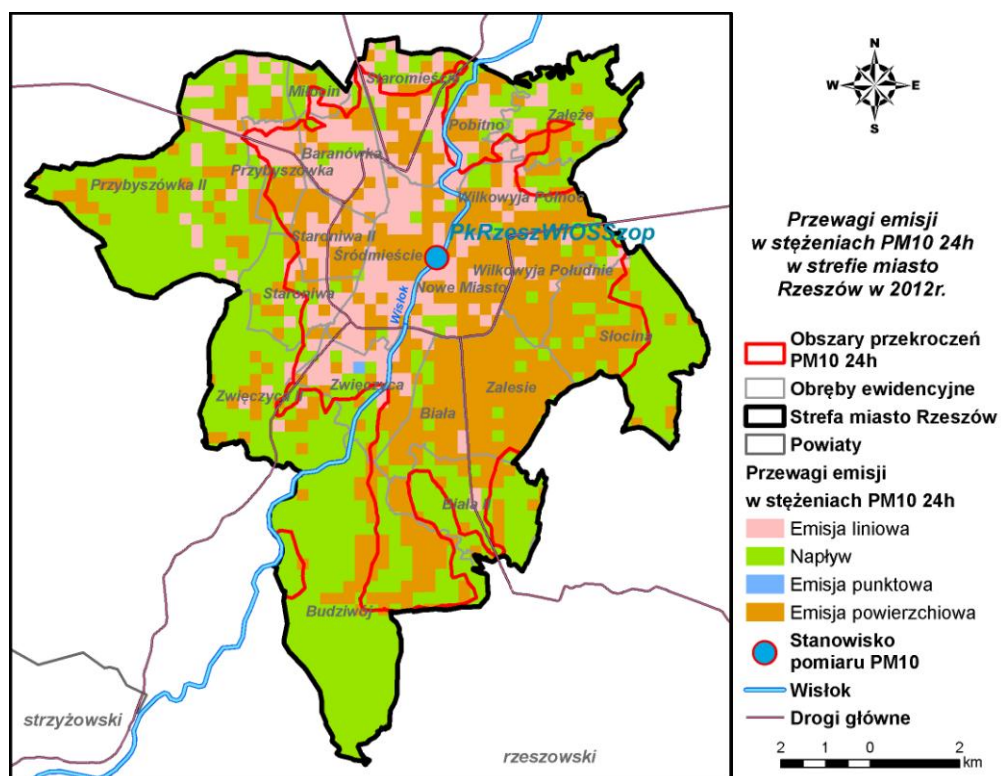 Staromieście
Miłocin
Pobitno
Załęże
Baranówka
Przybyszówka
Przybyszówka II
Wilkowyja Północ
PkRzeszWIOSSzop
Staroniwa II
Śródmieście
Wilkowyja Południe
Nowe Miasto
Staroniwa
Wisłok
Słocina
Zwięczyca
Zalesie
Zwięczyca II
Biała
Biała II
Budziwój
strzyżowski
rzeszowski
N
W E
S
Przewagi emisji
w stężeniach PM10 24h
w strefie miasto
Rzeszów w 2012r.
Obszary przekroczeń
PM10 24h
Obręby ewidencyjne
Strefa miasto Rzeszów
Powiaty
Przewagi emisji
w stężeniach PM10 24h
Emisja liniowa
Napływ
Emisja punktowa
Emisja powierzchiowa
Stanowisko
pomiaru PM10
Wisłok
Drogi główne
2 1 0 2
km